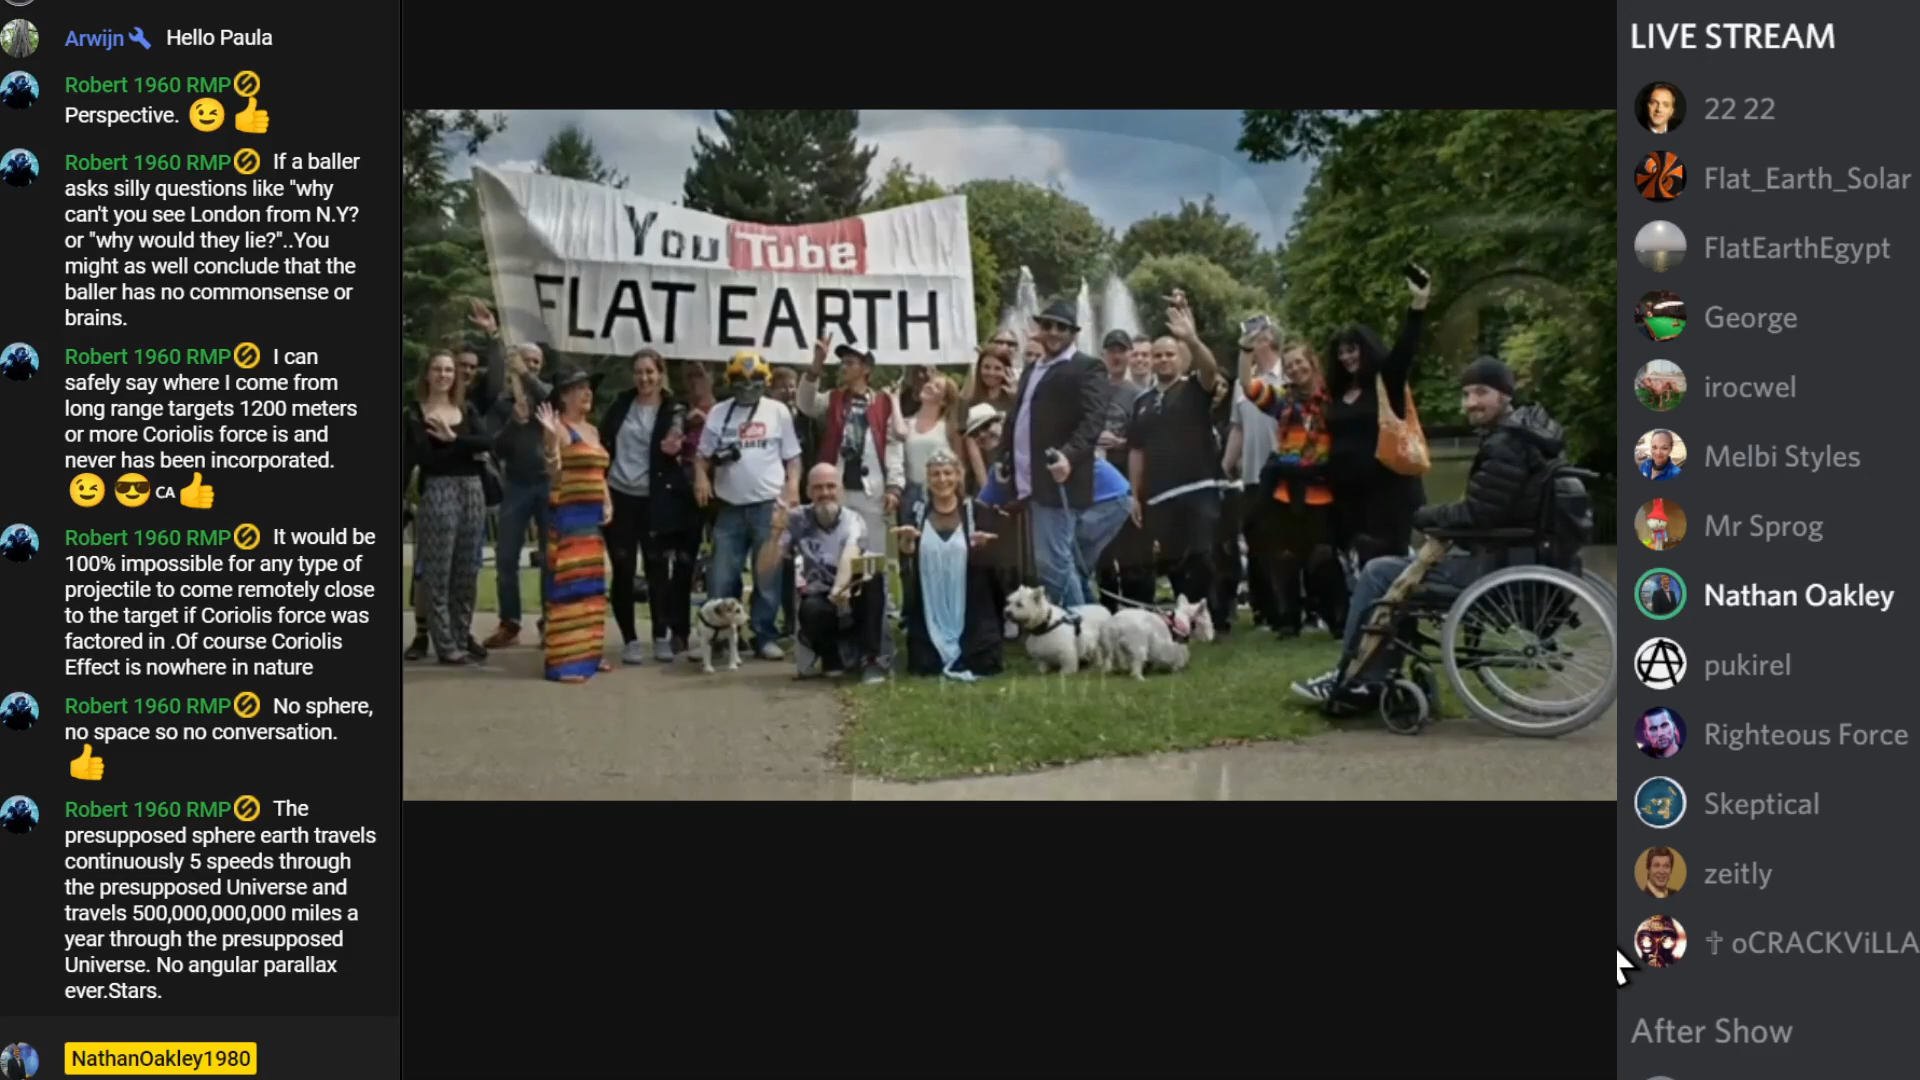 Arwijn Hello Paula
Robert 1960 RMP
Perspective. 😉 👍
Robert 1960 RMP If a baller
asks silly questions like "why
can't you see London from N.Y?
or "why would they lie?"..You
might as well conclude that the
baller has no commonsense or
brains.
Robert 1960 RMP I can
safely say where I come from
long range targets 1200 meters
or more Coriolis force is and
never has been incorporated.
😉 😎 CA 👍
Robert 1960 RMP It would be
100% impossible for any type of
projectile to come remotely close
to the target if Coriolis force was
factored in .Of course Coriolis
Effect is nowhere in nature
Robert 1960 RMP No sphere,
no space so no conversation.
👍
Robert 1960 RMP The
presupposed sphere earth travels
continuously 5 speeds through
the presupposed Universe and
travels 500,000,000,000 miles a
year through the presupposed
Universe. No angular parallax
ever.Stars.
NathanOakley1980
You Tube
FLAT EARTH
LIVE STREAM
22 22
Flat_Earth_Solar
FlatEarthEgypt
George
irocwel
Melbi Styles
Mr Sprog
Nathan Oakley
pukirel
Righteous Force
Skeptical
zeitly
✝ oCRACKViLLA
After Show